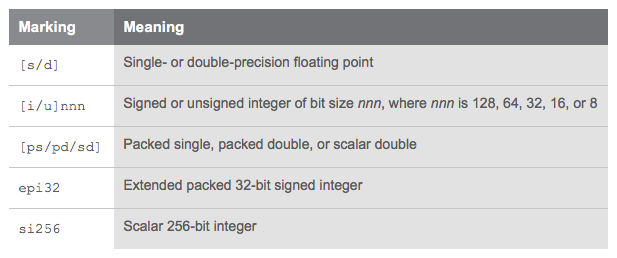 Marking Meaning
[s/d] Single- or double-precision floating point
[i/u]nnn Signed or unsigned integer of bit size nnn, where nnn is 128, 64, 32, 16, or 8
[ps/pd/sd] Packed single, packed double, or scalar double
epi32 Extended packed 32-bit signed integer
si256 Scalar 256-bit integer